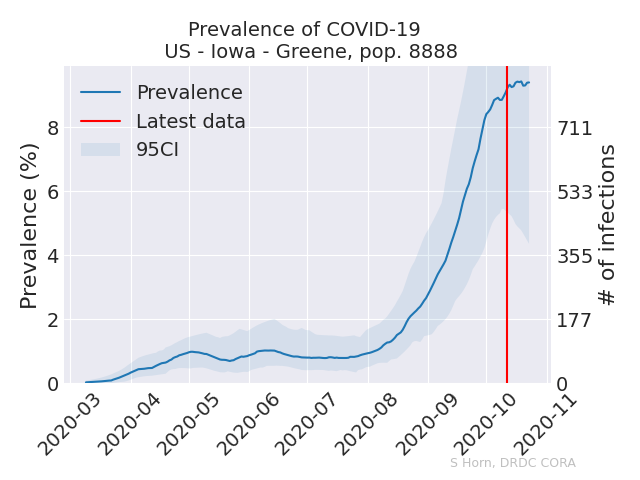 Prevalence of COVID-19
US - Iowa - Greene, pop. 8888
Prevalence
Latest data
95CI
Prevalence (%)
8
6
4
2
0
711
533
355
177
0
# of infections
2020-03
2020-04
2020-05
2020-06
2020-07
2020-08
2020-09
2020-10
2020-11
S Horn, DRDC CORA